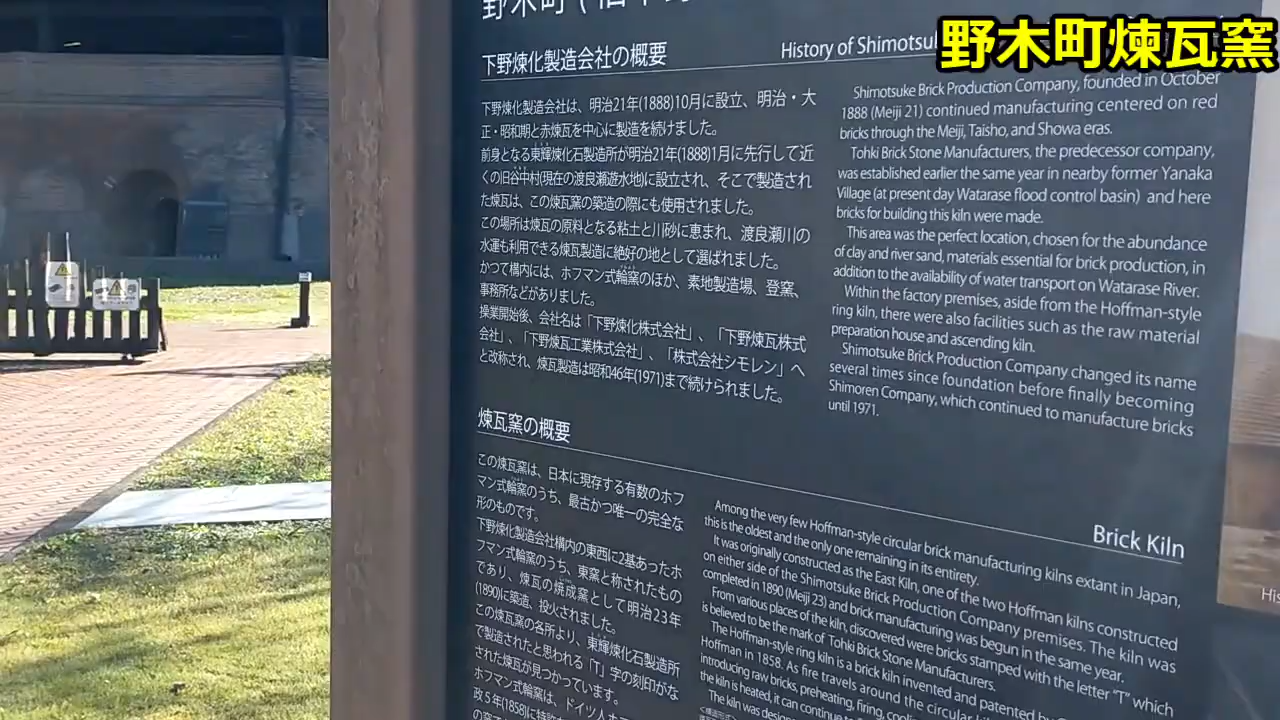 野木町煉瓦窯
下野煉化製造会社の概要
History of Shimotsuk
下野煉化製造会社は、明治21年(1888)10月に設立、明治・大
正・昭和期と赤煉瓦を中心に製造を続けました。
前身となる東輝煉化石製造所が明治21年(1888)1月に先行して近
くの旧谷中村(現在の渡良瀬遊水地)に設立され、そこで製造され
た煉瓦は、この煉瓦窯の築造の際にも使用されました。
この場所は煉瓦の原料となる粘土と川砂に恵まれ、渡良瀬川の
水運も利用できる煉瓦製造に絶好の地として選ばれました。
かつて構内には、ホフマン式輪窯のほか、素地製造場、登窯、
事務所などがありました。
操業開始後、会社名は「下野煉化株式会社」、「下野煉瓦株式
会社」、「下野煉瓦工業株式会社」、「株式会社シモレン」へ
と改称され、煉瓦製造は昭和46年(1971)まで続けられました。
Shimotsuke Brick Production Company, founded in October
1888 (Meiji 21) continued manufacturing centered on red
bricks through the Meiji, Taisho, and Showa eras.
Tohki Brick Stone Manufacturers, the predecessor company,
was established earlier the same year in nearby former Yanaka
Village (at present day Watarase flood control basin) and here
bricks for building this kiln were made.
This area was the perfect location, chosen for the abundance
of clay and river sand, materials essential for brick production, in
addition to the availability of water transport on Watarase River.
Within the factory premises, aside from the Hoffman-style
ring kiln, there were also facilities such as the raw material
preparation house and ascending kiln.
Shimotsuke Brick Production Company changed its name
several times since foundation before finally becoming
Shimoren Company, which continued to manufacture bricks
until 1971.
煉瓦窯の概要
Brick Kiln
この煉瓦窯は、日本に現存する有数のホフ
マン式輪窯のうち、最古かつ唯一の完全な
形のものです。
下野煉化製造会社構内の東西に2基あったホ
フマン式輪窯のうち、東窯と称されたもの
であり、煉瓦の焼成窯として明治23年
(1890)に築造、投火されました。
この煉瓦窯の各所より、東輝煉化石製造所
で製造されたと思われる「T」字の刻印がな
された煉瓦が見つかっています。
ホフマン式輪窯は、ドイツ人ホフ
政5年(1858)に特許
Among the very few Hoffman-style circular brick manufacturing kilns extant in Japan,
this is the oldest and the only one remaining in its entirety.
It was originally constructed as the East Kiln, one of the two Hoffman kilns constructed
on either side of the Shimotsuke Brick Production Company premises. The kiln was
completed in 1890 (Meiji 23) and brick manufacturing was begun in the same year.
From various places of the kiln, discovered were bricks stamped with the letter "T" which
is believed to be the mark of Tohki Brick Stone Manufacturers.
The Hoffman-style ring kiln is a brick kiln invented and patented by
Hoffman in 1858. As fire travels around the circular
introducing raw bricks, preheating, firing,
the kiln is heated, it can continue to
The kiln was